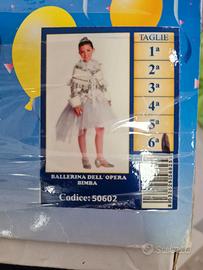 TAGLIE
1ª
2ª
3ª
4ª
5ª
6ª
BALLERINA DELL'OPERA
BIMBA
Codice: 50602